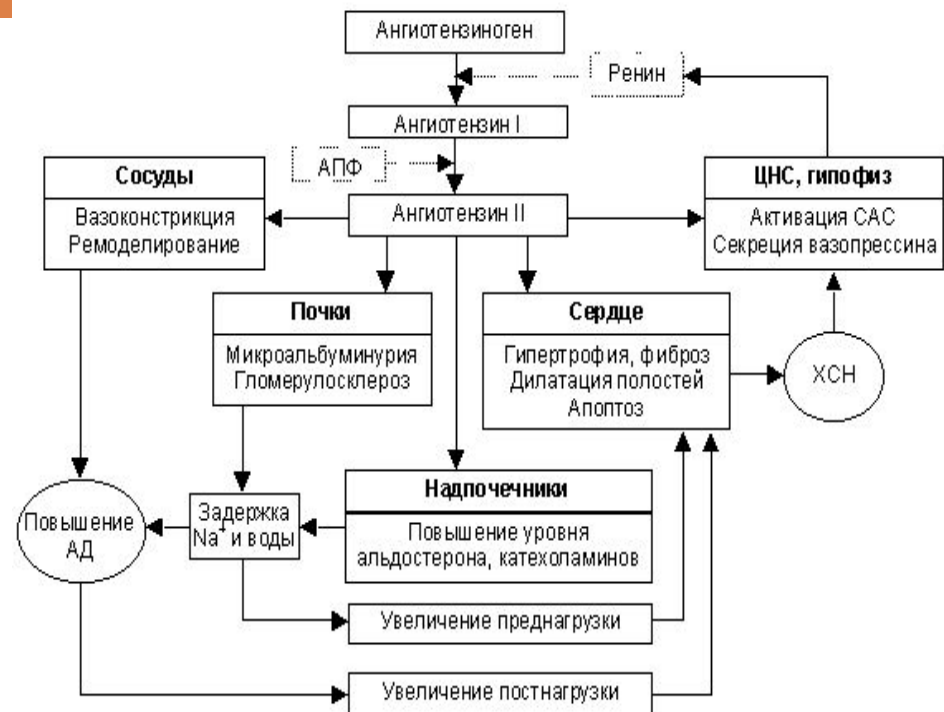 Ангиотензиноген
Ренин
Ангиотензин I
АПФ
Сосуды
Вазоконстрикция
Ремоделирование
Ангиотензин II
ЦНС, гипофиз
Активация САС
Секреция вазопрессина
Почки
Микроальбуминурия
Гломерулосклероз
Сердце
Гипертрофия, фиброз
Дилатация полостей
Апоптоз
ХСН
Надпочечники
Повышение уровня
альдостерона, катехоламинов
Задержка
Na⁺ и воды
Повышение
АД
Увеличение преднагрузки
Увеличение постнагрузки